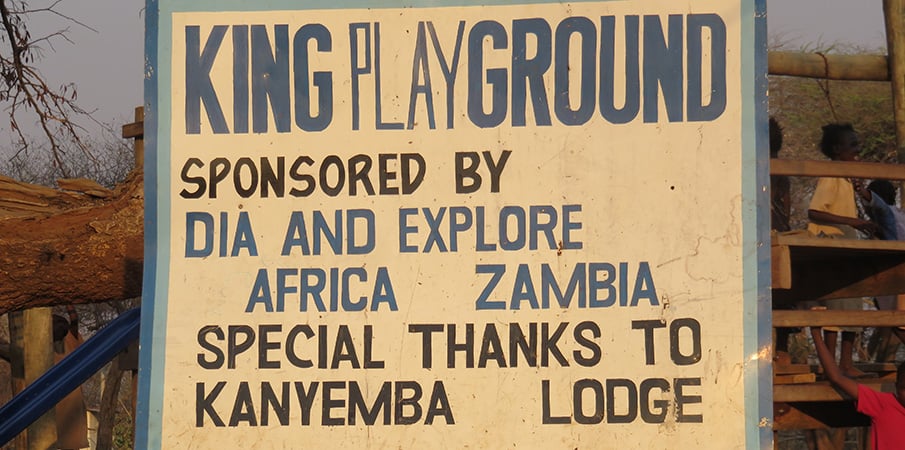 KING PLAYGROUND
SPONSORED BY
DIA AND EXPLORE
AFRICA ZAMBIA
SPECIAL THANKS TO
KANYEMBA LODGE